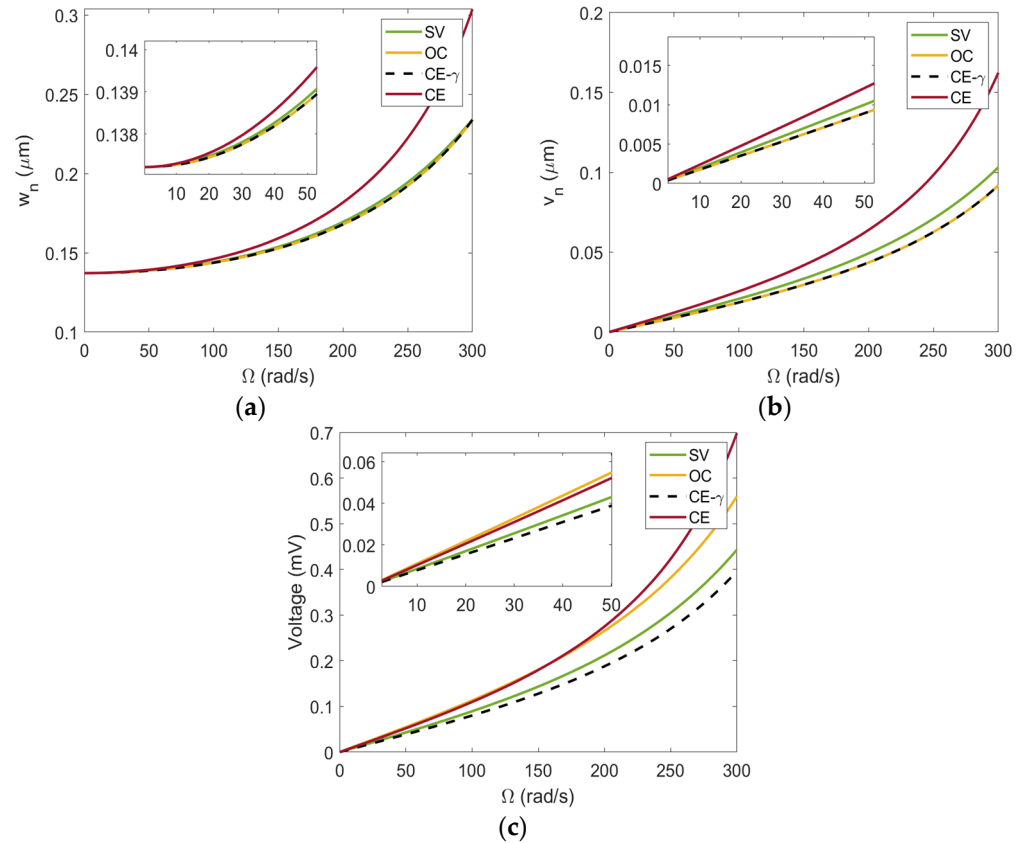 0.3
0.25
0.2
0.15
0.1
wₙ (μm)
0.14
0.139
0.138
10 20 30 40 50
SV
OC
CE-γ
CE
0 50 100 150 200 250 300
Ω (rad/s)
(a)
0.2
0.15
0.1
0.05
0
vₙ (μm)
0.015
0.01
0.005
0
10 20 30 40 50
SV
OC
CE-γ
CE
0 50 100 150 200 250 300
Ω (rad/s)
(b)
0.7
0.6
0.5
0.4
0.3
0.2
0.1
0
Voltage (mV)
0.06
0.04
0.02
0
10 20 30 40 50
SV
OC
CE-γ
CE
0 50 100 150 200 250 300
Ω (rad/s)
(c)